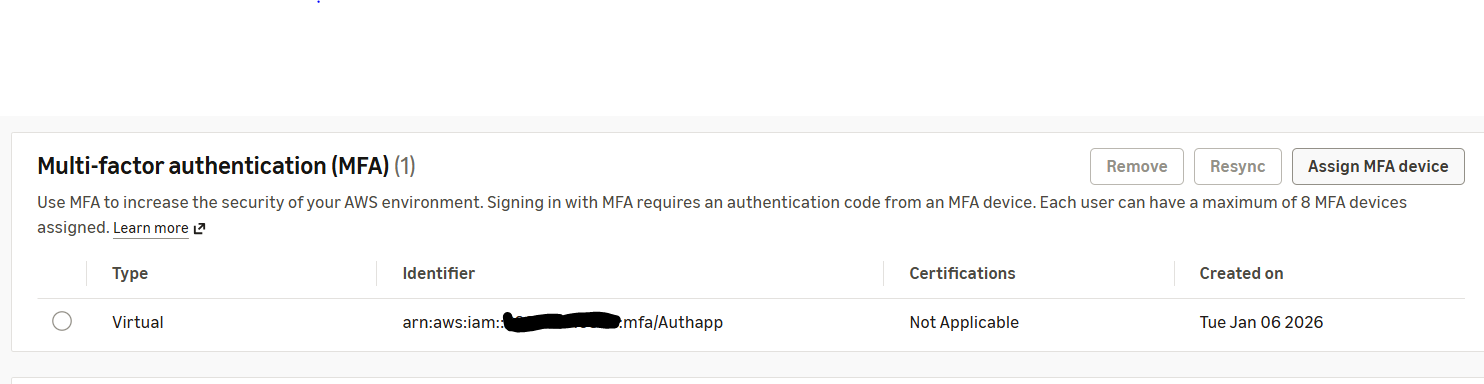 Multi-factor authentication (MFA) (1)
Remove
Resync
Assign MFA device
Use MFA to increase the security of your AWS environment. Signing in with MFA requires an authentication code from an MFA device. Each user can have a maximum of 8 MFA devices
assigned. Learn more
Type Identifier Certifications Created on
Virtual arn:aws:iam:: :mfa/Authapp Not Applicable Tue Jan 06 2026